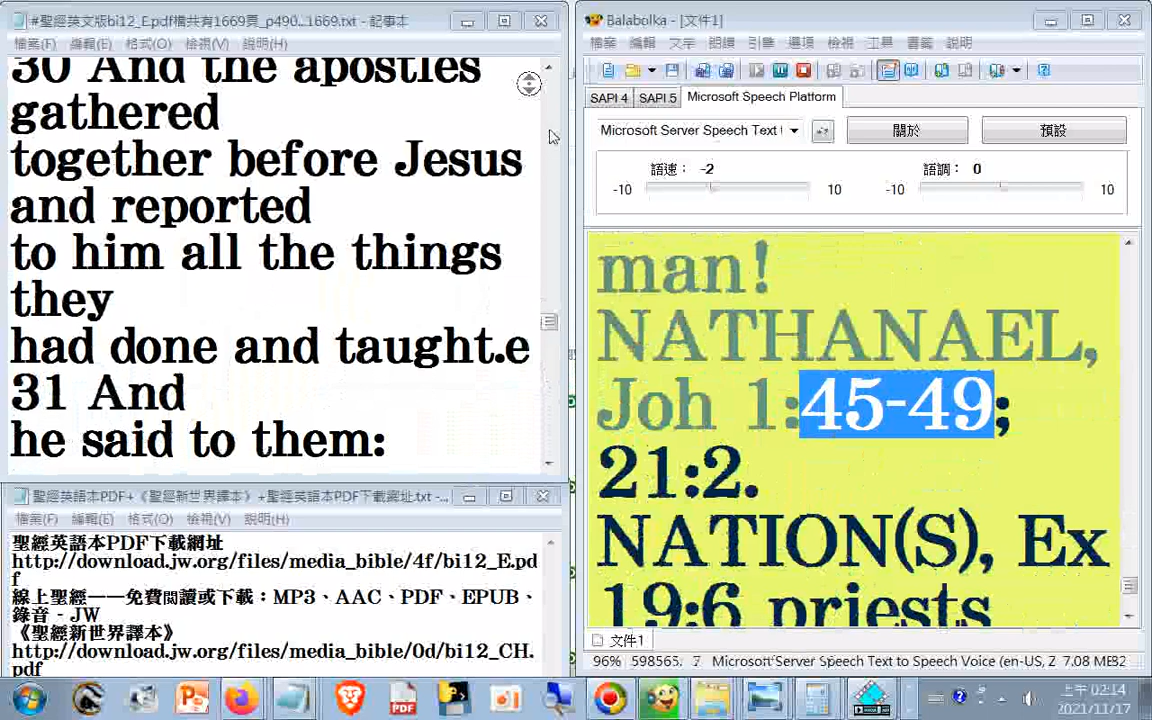 #聖經英文版bi12_E.pdf橫共有1669頁_p490...1669.txt - 記事本
檔案(F) 編輯(E) 格式(O) 檢視(V) 說明(H)
30 And the apostles
gathered
together before Jesus
and reported
to him all the things
they
had done and taught.e
31 And
he said to them:
聖經英語本PDF+《聖經新世界譯本》+聖經英語本PDF下載網址.txt - ...
檔案(F) 編輯(E) 格式(O) 檢視(V) 說明(H)
聖經英語本PDF下載網址
http://download.jw.org/files/media_bible/4f/bi12_E.pd
f
線上聖經——免費閱讀或下載：MP3、AAC、PDF、EPUB、
錄音 - JW
《聖經新世界譯本》
http://download.jw.org/files/media_bible/0d/bi12_CH.
pdf
Balabolka - [文件1]
檔案 編輯 文字 朗讀 引擎 選項 檢視 工具 書籤 說明
SAPI 4 SAPI 5 Microsoft Speech Platform
Microsoft Server Speech Text 關於 預設
語速： -2 語調： 0
-10 10 -10 10
man!
NATHANAEL,
Joh 1:45-49;
21:2.
NATION(S), Ex
19:6 priests
文件1
96% 598565. 7 Microsoft Server Speech Text to Speech Voice (en-US, Z 7.08 MB32
上午 02:14
2021/11/17